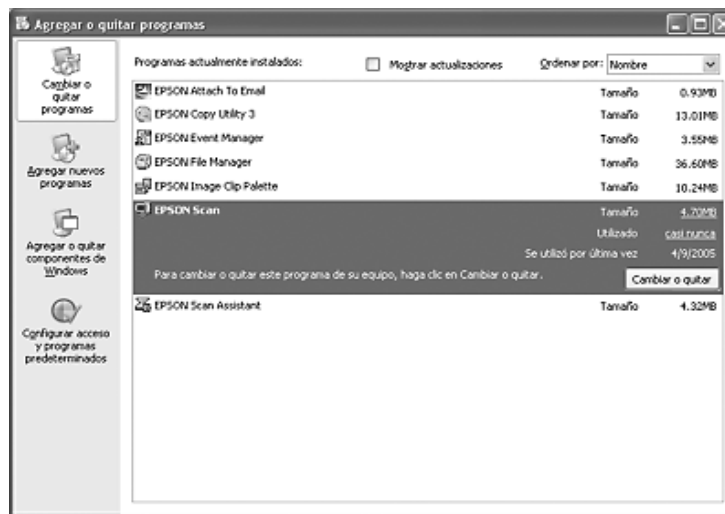 Agregar o quitar programas
Cambiar o
quitar
programas
Agregar nuevos
programas
Agregar o quitar
componentes de
Windows
Configurar acceso
y programas
predeterminados
Programas actualmente instalados: Mostrar actualizaciones Ordenar por: Nombre
EPSON Attach To Email Tamaño 0.93MB
EPSON Copy Utility 3 Tamaño 13.01MB
EPSON Event Manager Tamaño 3.55MB
EPSON File Manager Tamaño 36.60MB
EPSON Image Clip Palette Tamaño 10.24MB
EPSON Scan Tamaño 4.70MB
Utilizado casi nunca
Se utilizó por última vez 4/9/2005
Para cambiar o quitar este programa de su equipo, haga clic en Cambiar o quitar. Cambiar o quitar
EPSON Scan Assistant Tamaño 4.32MB